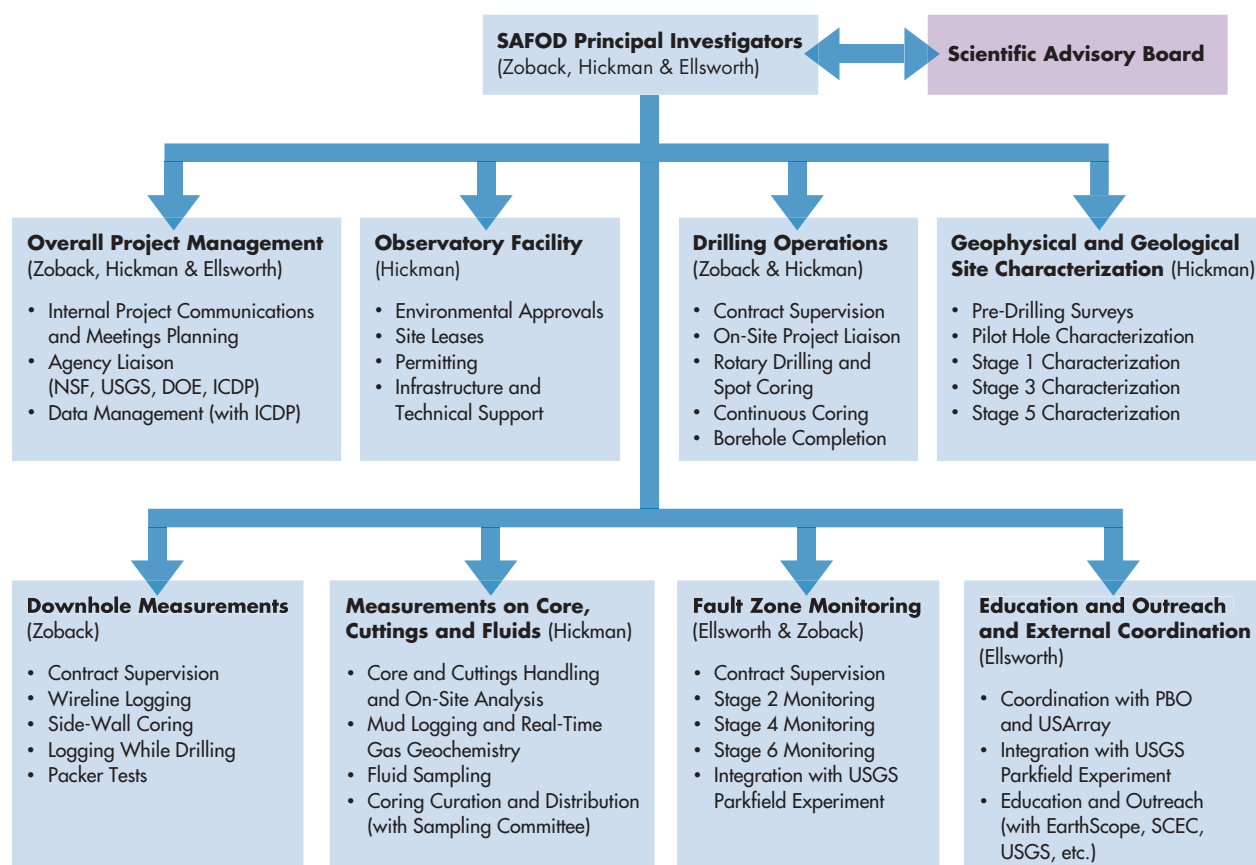 SAFOD Principal Investigators
(Zoback, Hickman & Ellsworth)
Scientific Advisory Board
Overall Project Management
(Zoback, Hickman & Ellsworth)
• Internal Project Communications
and Meetings Planning
• Agency Liaison
(NSF, USGS, DOE, ICDP)
• Data Management (with ICDP)
Observatory Facility
(Hickman)
• Environmental Approvals
• Site Leases
• Permitting
• Infrastructure and
Technical Support
Drilling Operations
(Zoback & Hickman)
• Contract Supervision
• On-Site Project Liaison
• Rotary Drilling and
Spot Coring
• Continuous Coring
• Borehole Completion
Geophysical and Geological
Site Characterization (Hickman)
• Pre-Drilling Surveys
• Pilot Hole Characterization
• Stage 1 Characterization
• Stage 3 Characterization
• Stage 5 Characterization
Downhole Measurements
(Zoback)
• Contract Supervision
• Wireline Logging
• Side-Wall Coring
• Logging While Drilling
• Packer Tests
Measurements on Core,
Cuttings and Fluids (Hickman)
• Core and Cuttings Handling
and On-Site Analysis
• Mud Logging and Real-Time
Gas Geochemistry
• Fluid Sampling
• Coring Curation and Distribution
(with Sampling Committee)
Fault Zone Monitoring
(Ellsworth & Zoback)
• Contract Supervision
• Stage 2 Monitoring
• Stage 4 Monitoring
• Stage 6 Monitoring
• Integration with USGS
Parkfield Experiment
Education and Outreach
and External Coordination
(Ellsworth)
• Coordination with PBO
and USArray
• Integration with USGS
Parkfield Experiment
• Education and Outreach
(with EarthScope, SCEC,
USGS, etc.)